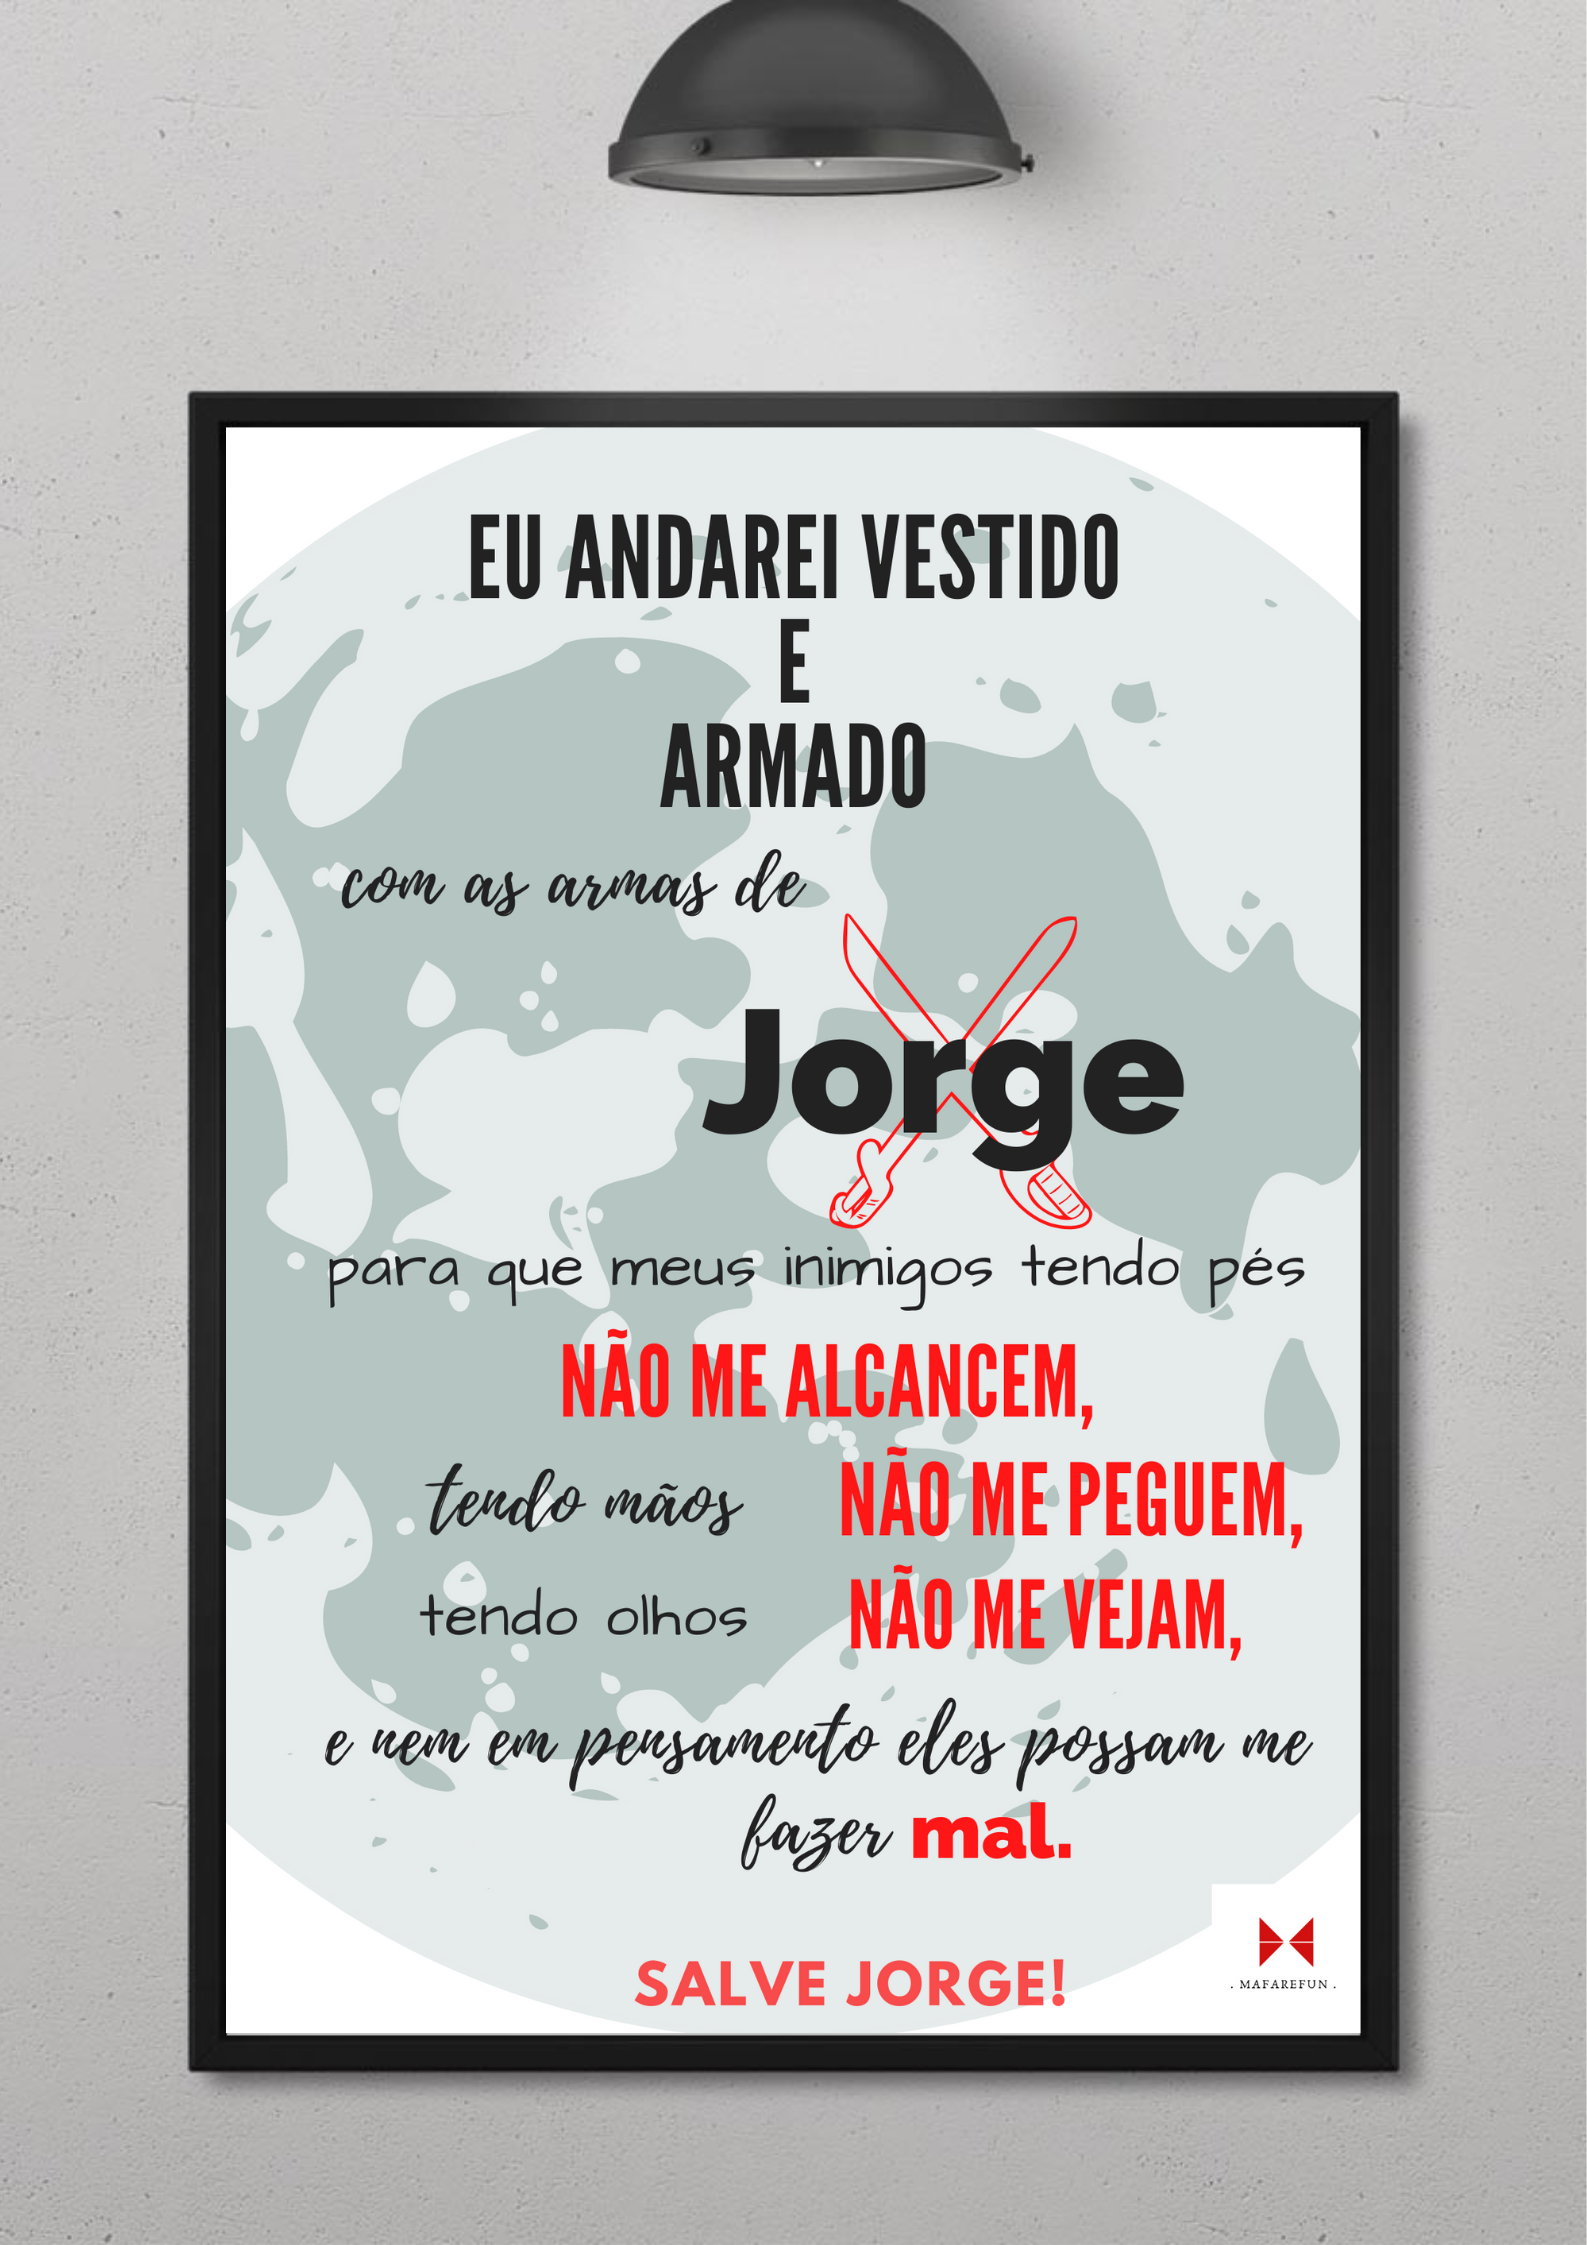 EU ANDAREI VESTIDO
E
ARMADO
com as armas de
Jorge
para que meus inimigos tendo pés
NÃO ME ALCANCEM,
tendo mãos NÃO ME PEGUEM,
tendo olhos NÃO ME VEJAM,
e nem em pensamento eles possam me
fazer mal.
SALVE JORGE!
. MAFAREFUN .